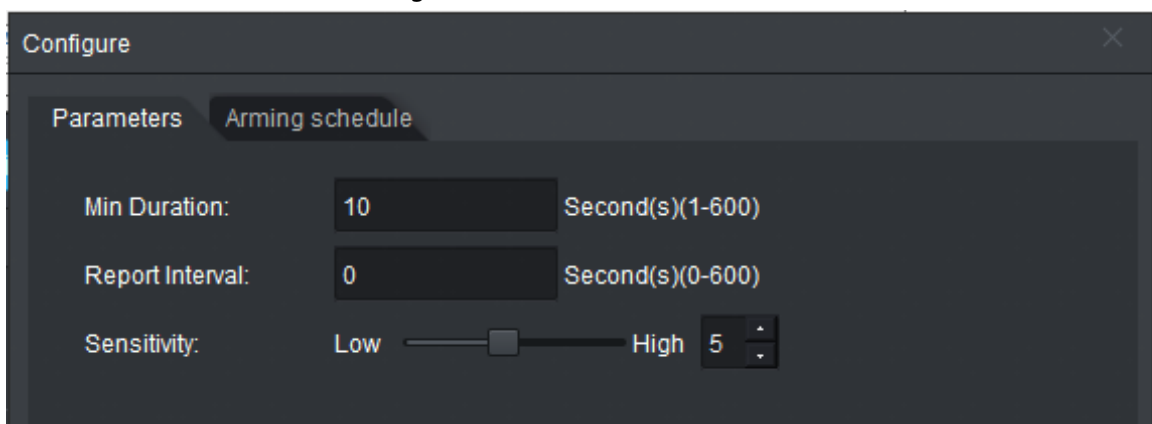 Configure
Parameters Arming schedule
Min Duration: 10 Second(s)(1-600)
Report Interval: 0 Second(s)(0-600)
Sensitivity: Low High 5